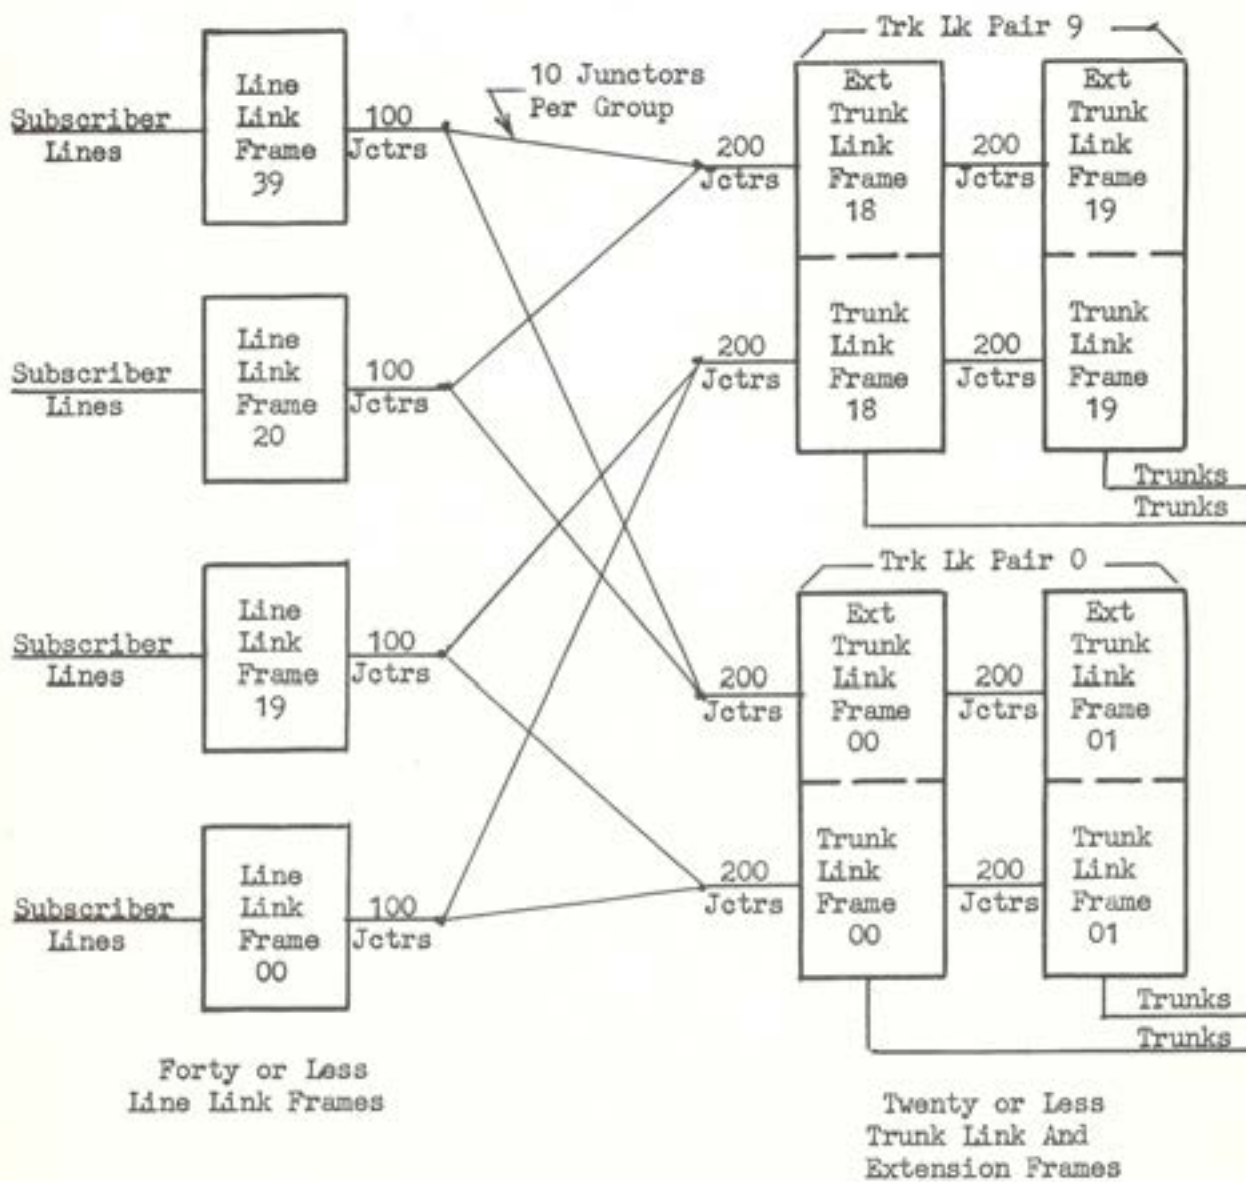 Trk Lk Pair 9
Line
Link
Frame
39
Subscriber
Lines
100
Jctrs
10 Junctors
Per Group
200
Jctrs
Ext
Trunk
Link
Frame
18
200
Jctrs
Ext
Trunk
Link
Frame
19
Line
Link
Frame
20
Subscriber
Lines
100
Jctrs
200
Jctrs
Trunk
Link
Frame
18
200
Jctrs
Trunk
Link
Frame
19
Trunks
Trunks
Trk Lk Pair 0
Line
Link
Frame
19
Subscriber
Lines
100
Jctrs
200
Jctrs
Ext
Trunk
Link
Frame
00
200
Jctrs
Ext
Trunk
Link
Frame
01
Line
Link
Frame
00
Subscriber
Lines
100
Jctrs
200
Jctrs
Trunk
Link
Frame
00
200
Jctrs
Trunk
Link
Frame
01
Trunks
Trunks
Forty or Less
Line Link Frames
Twenty or Less
Trunk Link And
Extension Frames